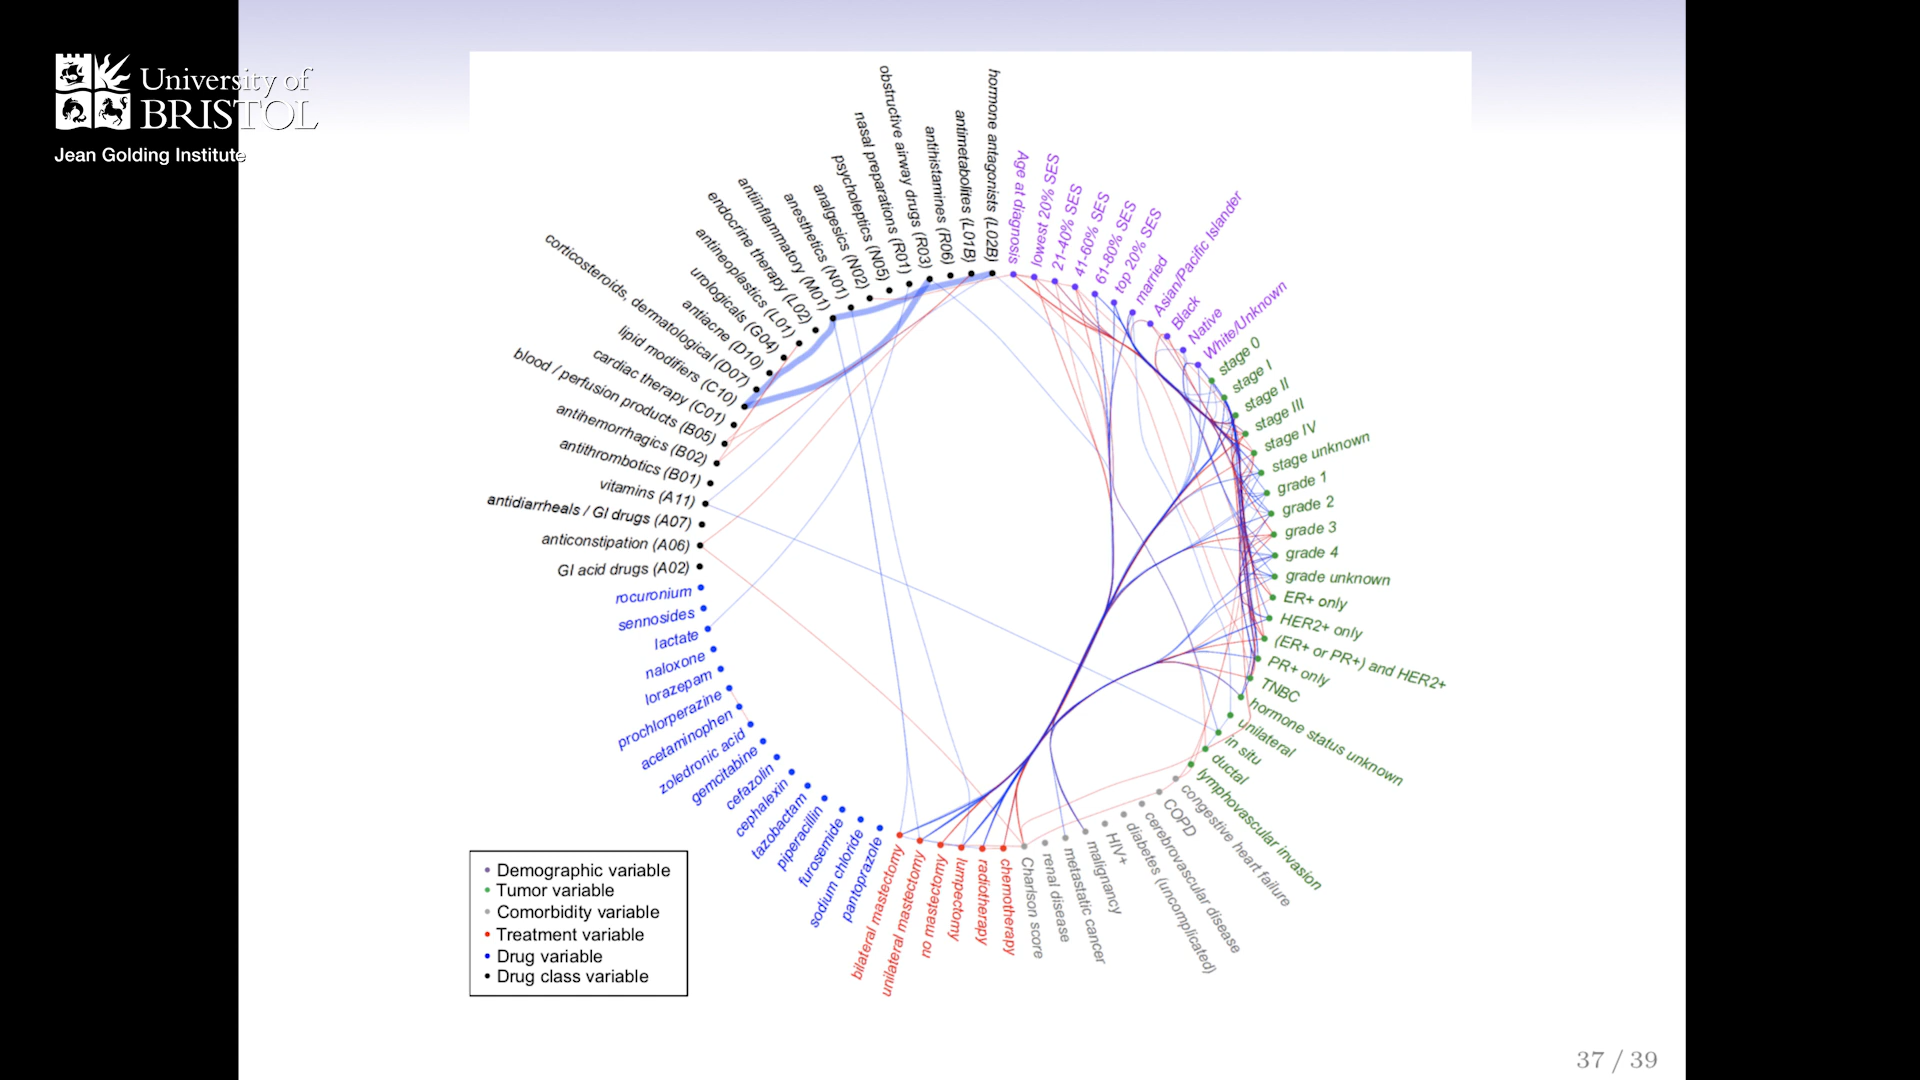 University of
BRISTOL
Jean Golding Institute
hormone antagonists (L02B)
antimetabolites (L01B)
antihistamines (R06)
obstructive airway drugs (R03)
nasal preparations (R01)
psycholeptics (N05)
analgesics (N02)
anesthetics (N01)
antiinflammatory (M01)
endocrine therapy (L02)
antineoplastics (L01)
urologicals (G04)
antiacne (D10)
corticosteroids, dermatological (D07)
lipid modifiers (C10)
cardiac therapy (C01)
blood / perfusion products (B05)
antihemorrhagics (B02)
antithrombotics (B01)
vitamins (A11)
antidiarrheals / GI drugs (A07)
anticonstipation (A06)
GI acid drugs (A02)
rocuronium
sennosides
lactate
naloxone
lorazepam
prochlorperazine
acetaminophen
zoledronic acid
gemcitabine
cefazolin
cephalexin
tazobactam
piperacillin
furosemide
sodium chloride
pantoprazole
bilateral mastectomy
unilateral mastectomy
no mastectomy
lumpectomy
radiotherapy
chemotherapy
Charlson score
renal disease
metastatic cancer
malignancy
HIV+
diabetes (uncomplicated)
cerebrovascular disease
COPD
congestive heart failure
lymphovascular invasion
ductal
in situ
unilateral
hormone status unknown
TNBC
PR+ only
(ER+ or PR+) and HER2+
HER2+ only
ER+ only
grade unknown
grade 4
grade 3
grade 2
grade 1
stage unknown
stage IV
stage III
stage II
stage I
stage 0
White/Unknown
Native
Black
Asian/Pacific Islander
married
top 20% SES
61-80% SES
41-60% SES
21-40% SES
lowest 20% SES
Age at diagnosis
Demographic variable
Tumor variable
Comorbidity variable
Treatment variable
Drug variable
Drug class variable
37 / 39